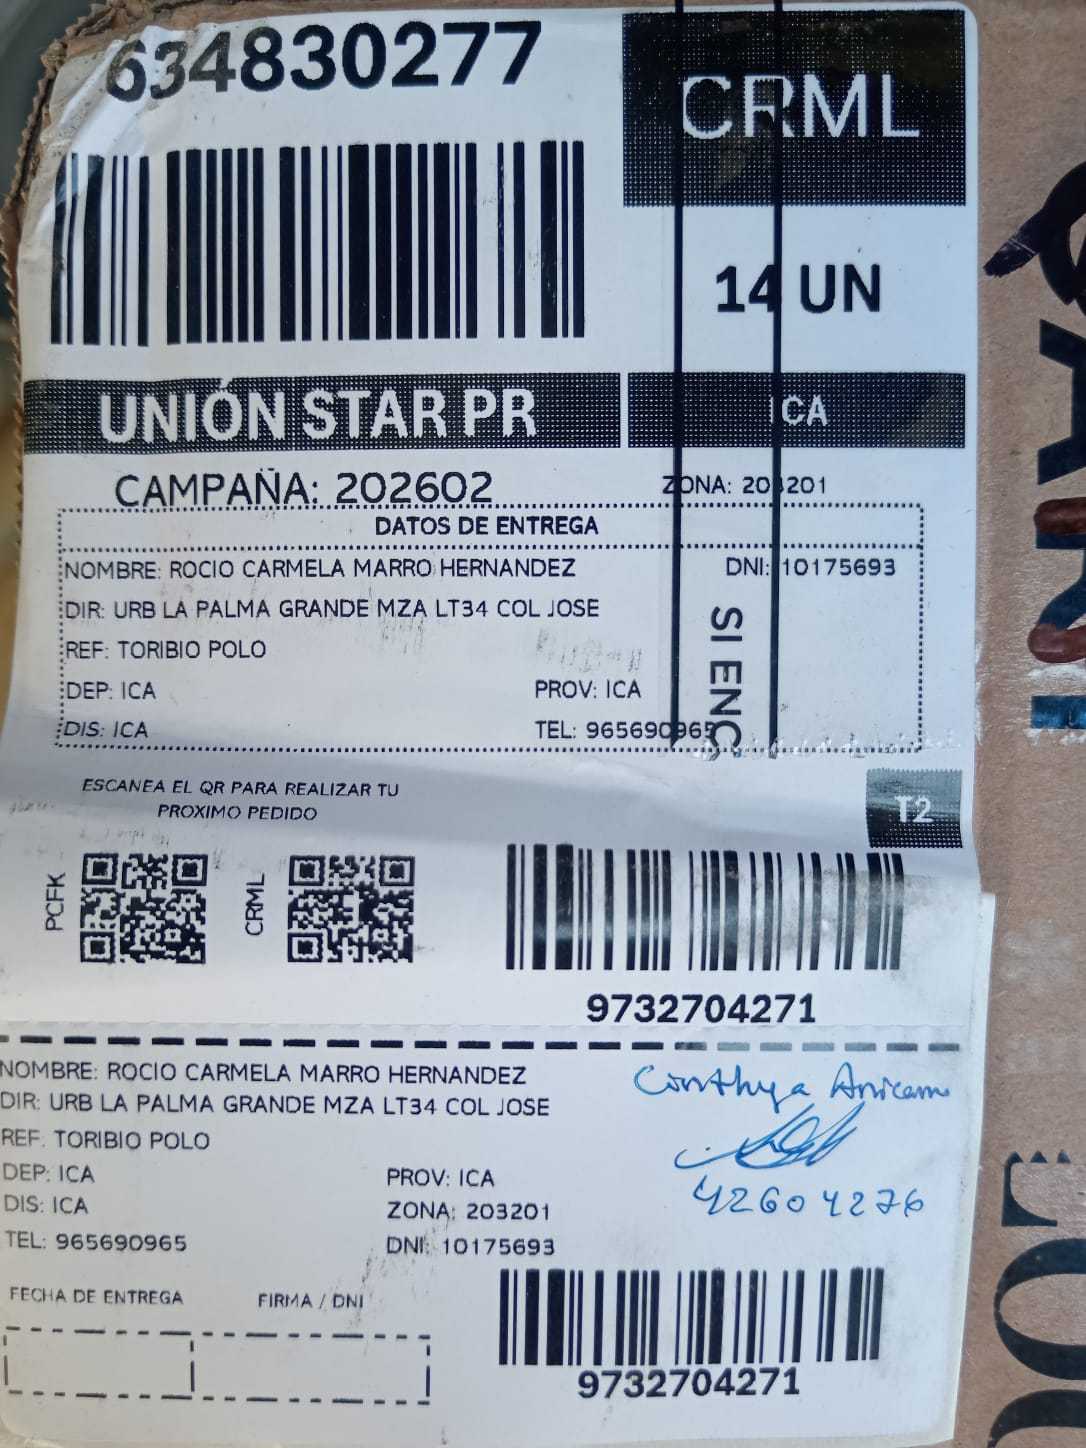 634830277
CRML
14 UN
UNIÓN STAR PR
ICA
CAMPAÑA: 202602
ZONA: 203201
DATOS DE ENTREGA
NOMBRE: ROCIO CARMELA MARRO HERNANDEZ DNI: 10175693
DIR: URB LA PALMA GRANDE MZA LT34 COL JOSE
REF: TORIBIO POLO
DEP: ICA PROV: ICA
DIS: ICA TEL: 965690965
SI ENC
ESCANEA EL QR PARA REALIZAR TU
PROXIMO PEDIDO
T2
PCFK
CRML
9732704271
NOMBRE: ROCIO CARMELA MARRO HERNANDEZ
DIR: URB LA PALMA GRANDE MZA LT34 COL JOSE
REF: TORIBIO POLO
DEP: ICA PROV: ICA
DIS: ICA ZONA: 203201
TEL: 965690965 DNI: 10175693
42604276
FECHA DE ENTREGA FIRMA / DNI
9732704271